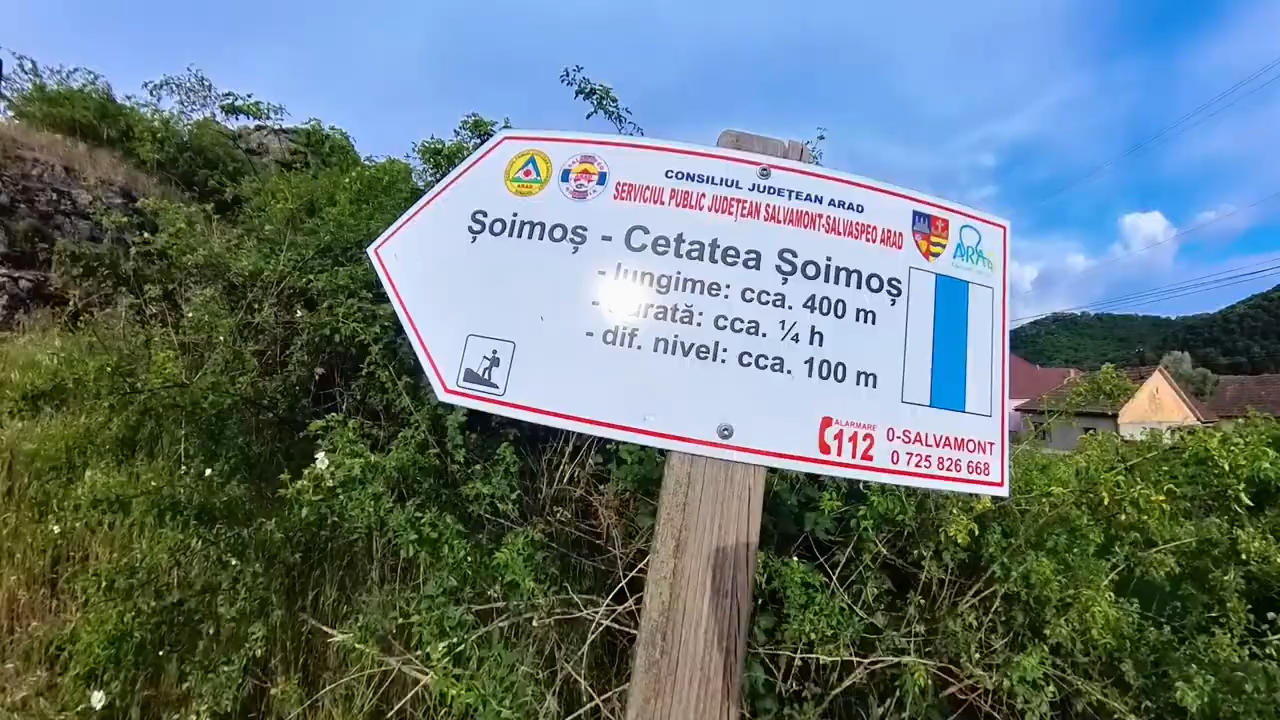 CONSILIUL JUDEȚEAN ARAD
SERVICIUL PUBLIC JUDEȚEAN SALVAMONT-SALVASPEO ARAD
Șoimoș - Cetatea Șoimoș
- lungime: cca. 400 m
- durată: cca. ¼ h
- dif. nivel: cca. 100 m
ALARMARE
112
0-SALVAMONT
0 725 826 668
ARAD